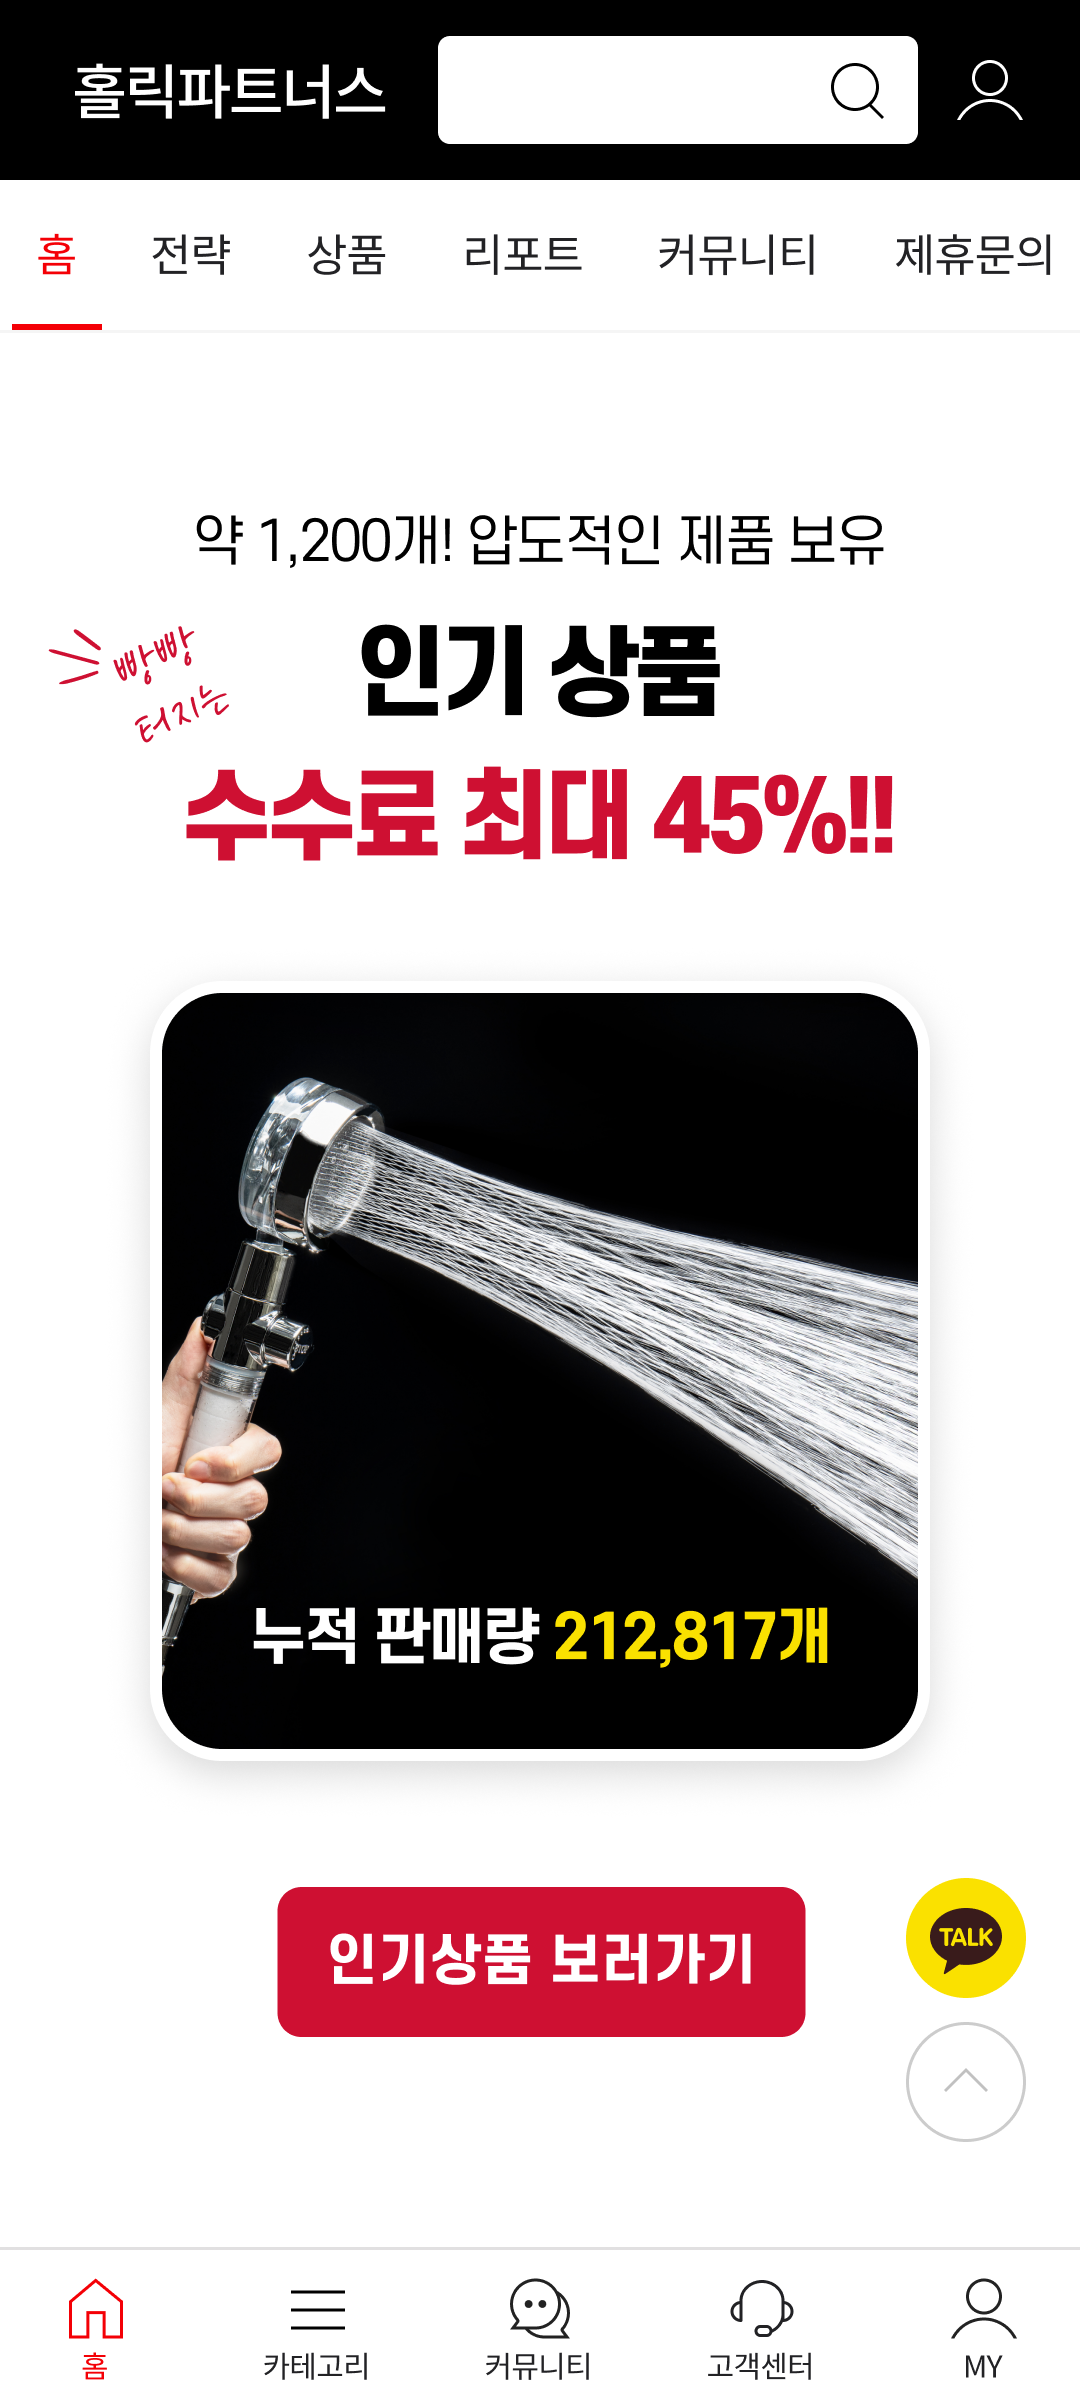 홀릭파트너스
홈 전략 상품 리포트 커뮤니티 제휴문의
약 1,200개! 압도적인 제품 보유
빵빵
터지는
인기 상품
수수료 최대 45%!!
누적 판매량 212,817개
인기상품 보러가기
TALK
홈 카테고리 커뮤니티 고객센터 MY